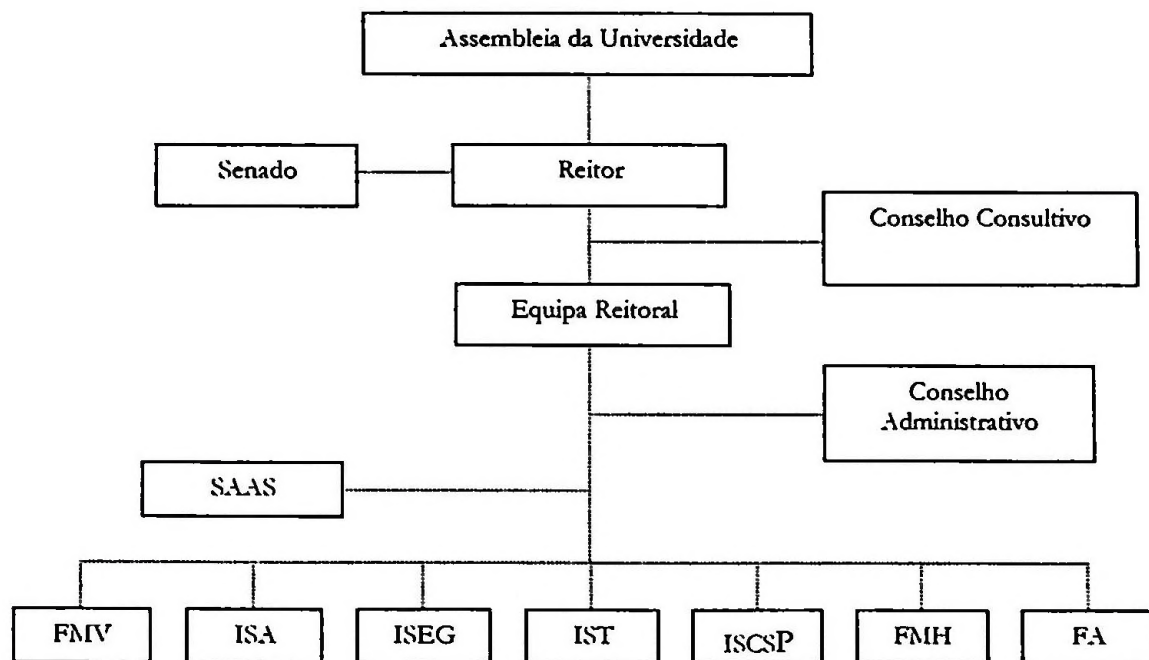 Assembleia da Universidade
Senado
Reitor
Conselho Consultivo
Equipa Reitoral
Conselho
Administrativo
SAAS
FMV
ISA
ISEG
IST
ISCSP
FMH
FA